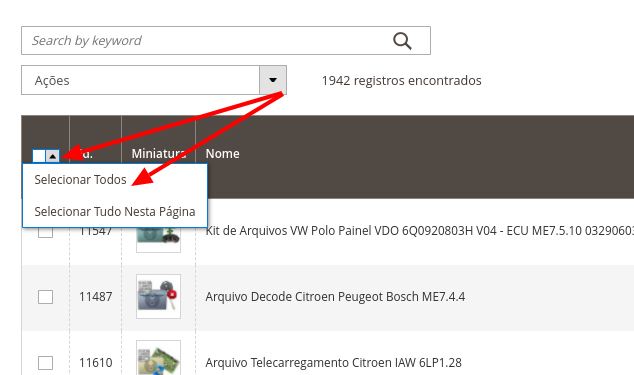 Search by keyword
Ações
1942 registros encontrados
Id. Miniatura Nome
Selecionar Todos
Selecionar Tudo Nesta Página
11547 Kit de Arquivos VW Polo Painel VDO 6Q0920803H V04 - ECU ME7.5.10 03290603
11487 Arquivo Decode Citroen Peugeot Bosch ME7.4.4
11610 Arquivo Telecarregamento Citroen IAW 6LP1.28